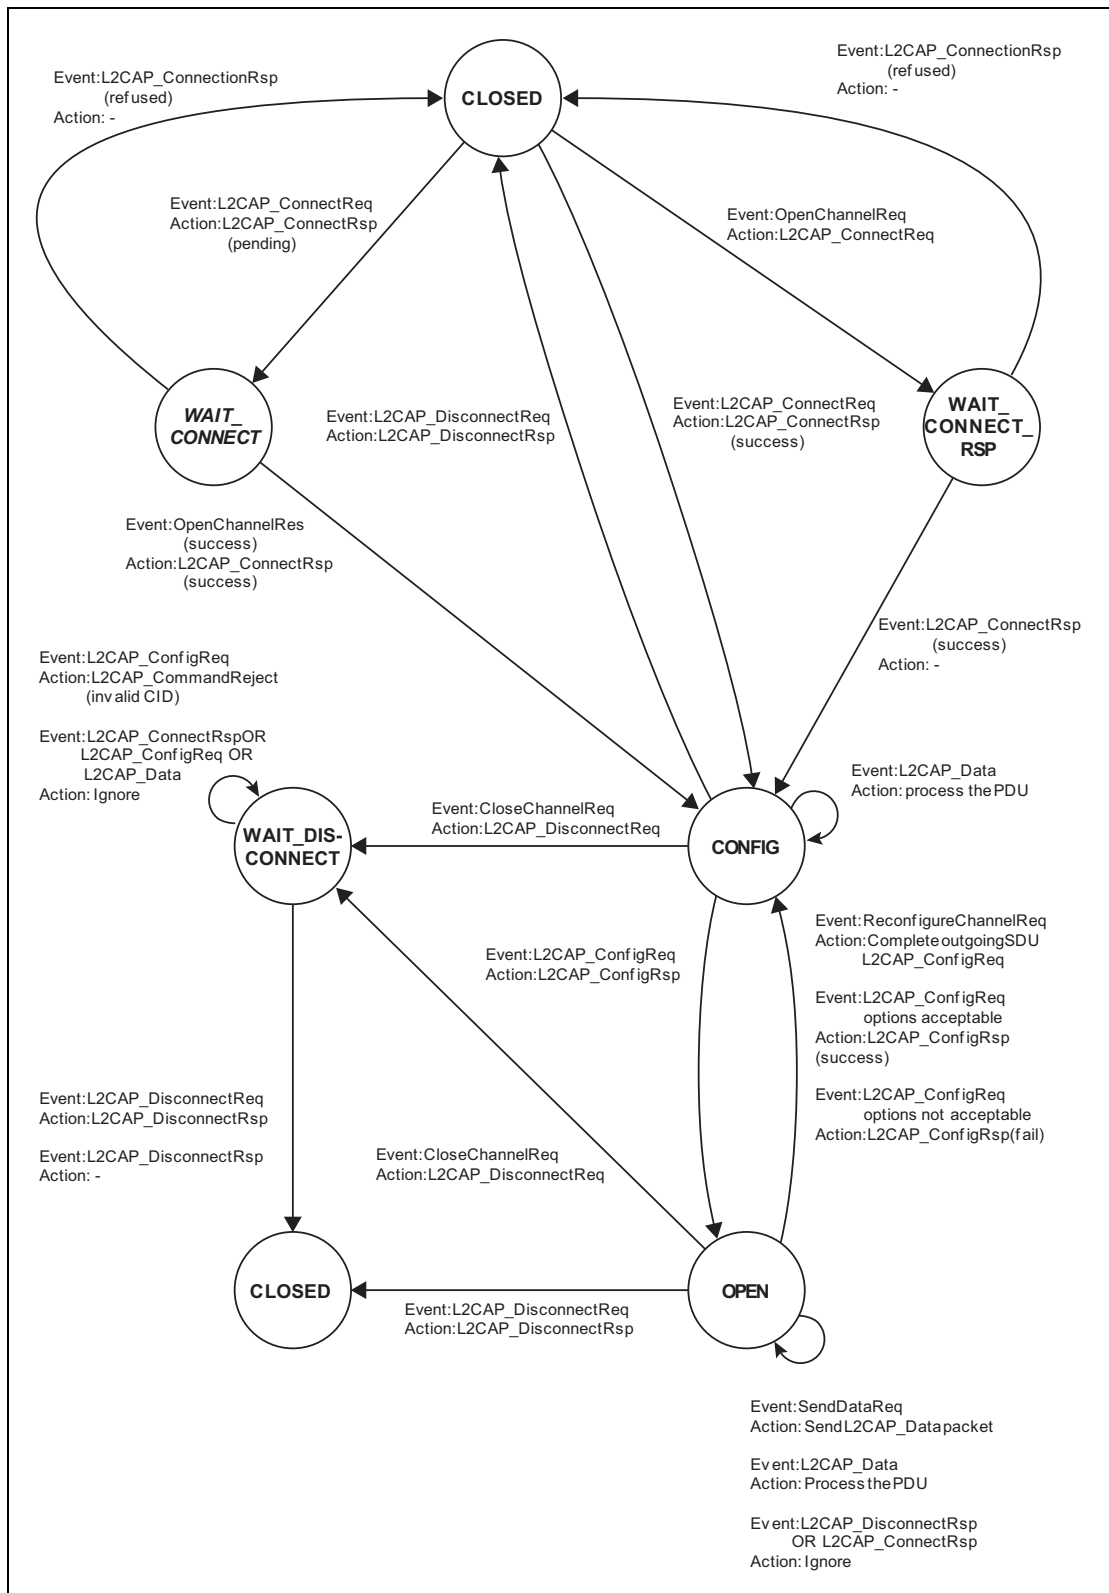 Event:L2CAP_ConnectionRsp
(refused)
Action: -
CLOSED
Event:L2CAP_ConnectionRsp
(refused)
Action: -
Event:L2CAP_ConnectReq
Action:L2CAP_ConnectRsp
(pending)
Event:OpenChannelReq
Action:L2CAP_ConnectReq
WAIT_
CONNECT
Event:L2CAP_DisconnectReq
Action:L2CAP_DisconnectRsp
Event:L2CAP_ConnectReq
Action:L2CAP_ConnectRsp
(success)
WAIT_
CONNECT_
RSP
Event:OpenChannelRes
(success)
Action:L2CAP_ConnectRsp
(success)
Event:L2CAP_ConnectRsp
(success)
Action: -
Event:L2CAP_ConfigReq
Action:L2CAP_CommandReject
(invalid CID)
Event:L2CAP_ConnectRspOR
L2CAP_ConfigReq OR
L2CAP_Data
Action: Ignore
Event:L2CAP_Data
Action: process the PDU
WAIT_DIS-
CONNECT
Event:CloseChannelReq
Action:L2CAP_DisconnectReq
CONFIG
Event:L2CAP_ConfigReq
Action:L2CAP_ConfigRsp
Event:ReconfigureChannelReq
Action:Complete outgoing SDU
L2CAP_ConfigReq
Event:L2CAP_ConfigReq
options acceptable
Action:L2CAP_ConfigRsp
(success)
Event:L2CAP_ConfigReq
options not acceptable
Action:L2CAP_ConfigRsp(fail)
Event:L2CAP_DisconnectReq
Action:L2CAP_DisconnectRsp
Event:L2CAP_DisconnectRsp
Action: -
Event:CloseChannelReq
Action:L2CAP_DisconnectReq
CLOSED
Event:L2CAP_DisconnectReq
Action:L2CAP_DisconnectRsp
OPEN
Event:SendDataReq
Action: Send L2CAP_Data packet
Event:L2CAP_Data
Action: Process the PDU
Event:L2CAP_DisconnectRsp
OR L2CAP_ConnectRsp
Action: Ignore